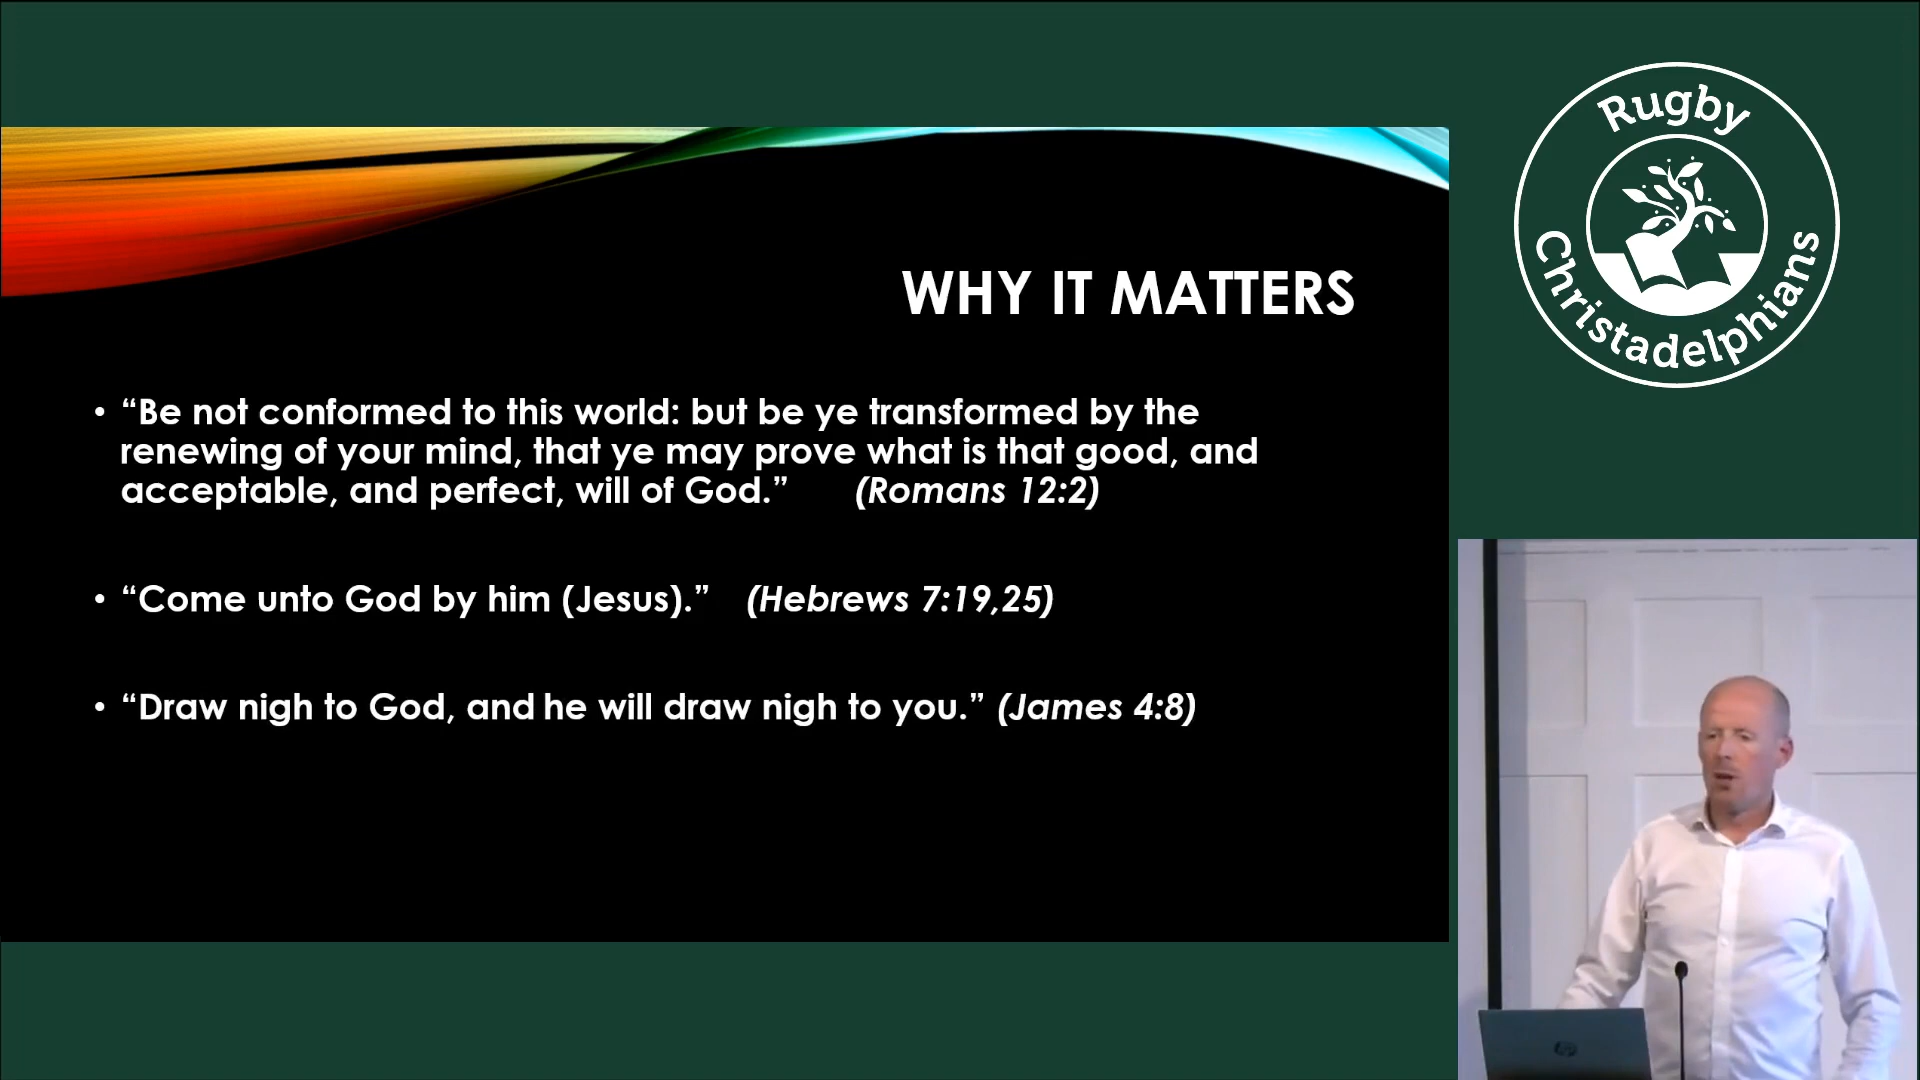 WHY IT MATTERS
• “Be not conformed to this world: but be ye transformed by the
renewing of your mind, that ye may prove what is that good, and
acceptable, and perfect, will of God.” (Romans 12:2)
• “Come unto God by him (Jesus).” (Hebrews 7:19,25)
• “Draw nigh to God, and he will draw nigh to you.” (James 4:8)
Rugby
Christadelphians
hp